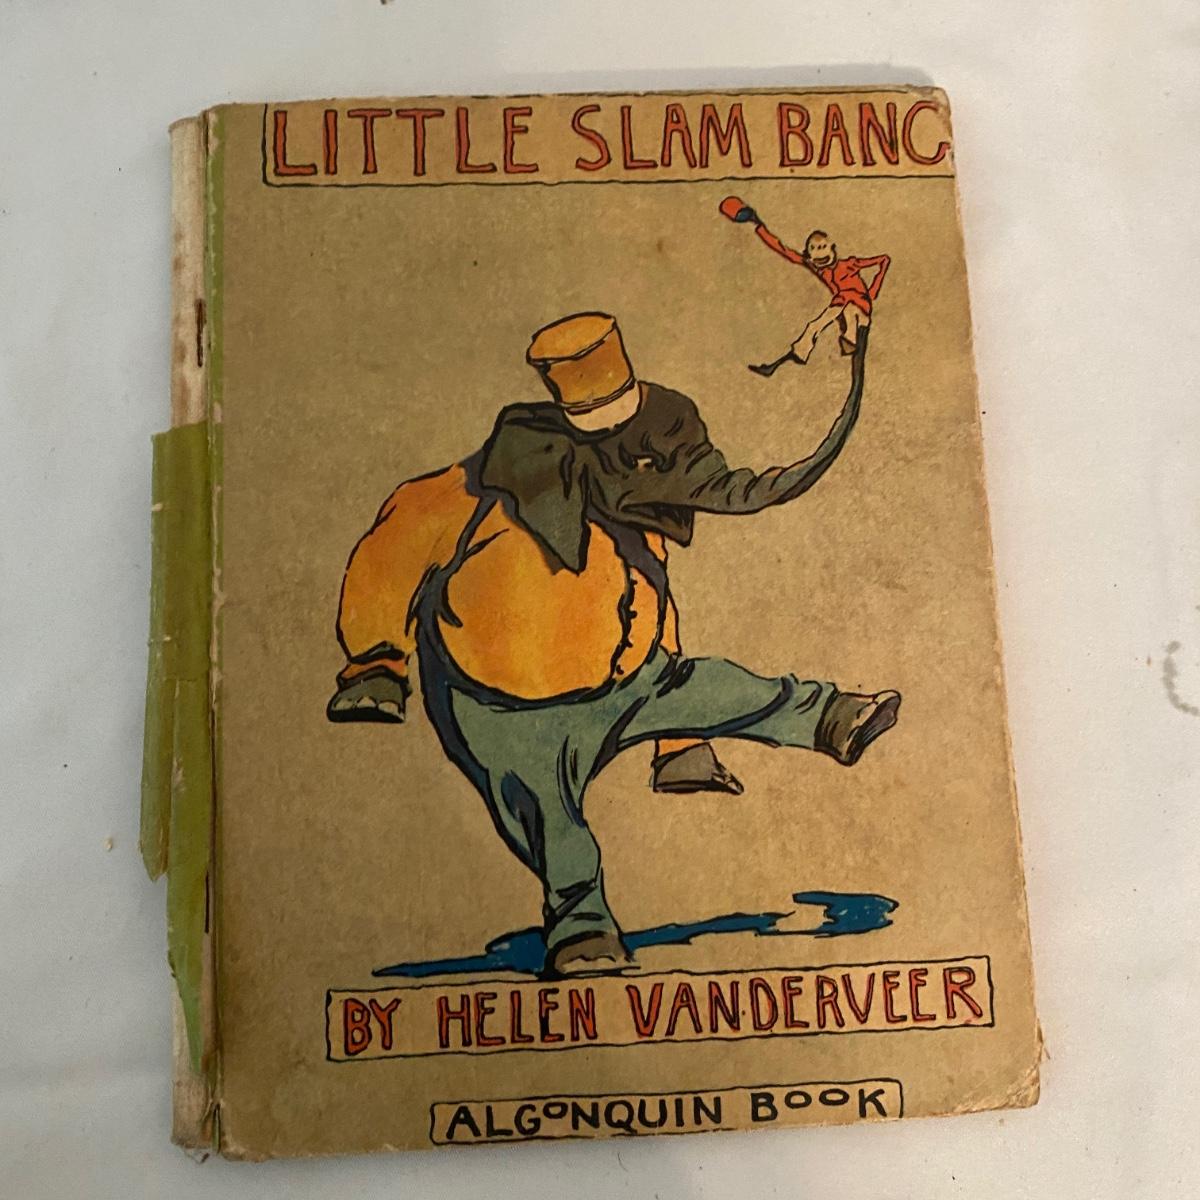 LITTLE SLAM BANG
BY HELEN VANDERVEER
ALGONQUIN BOOK